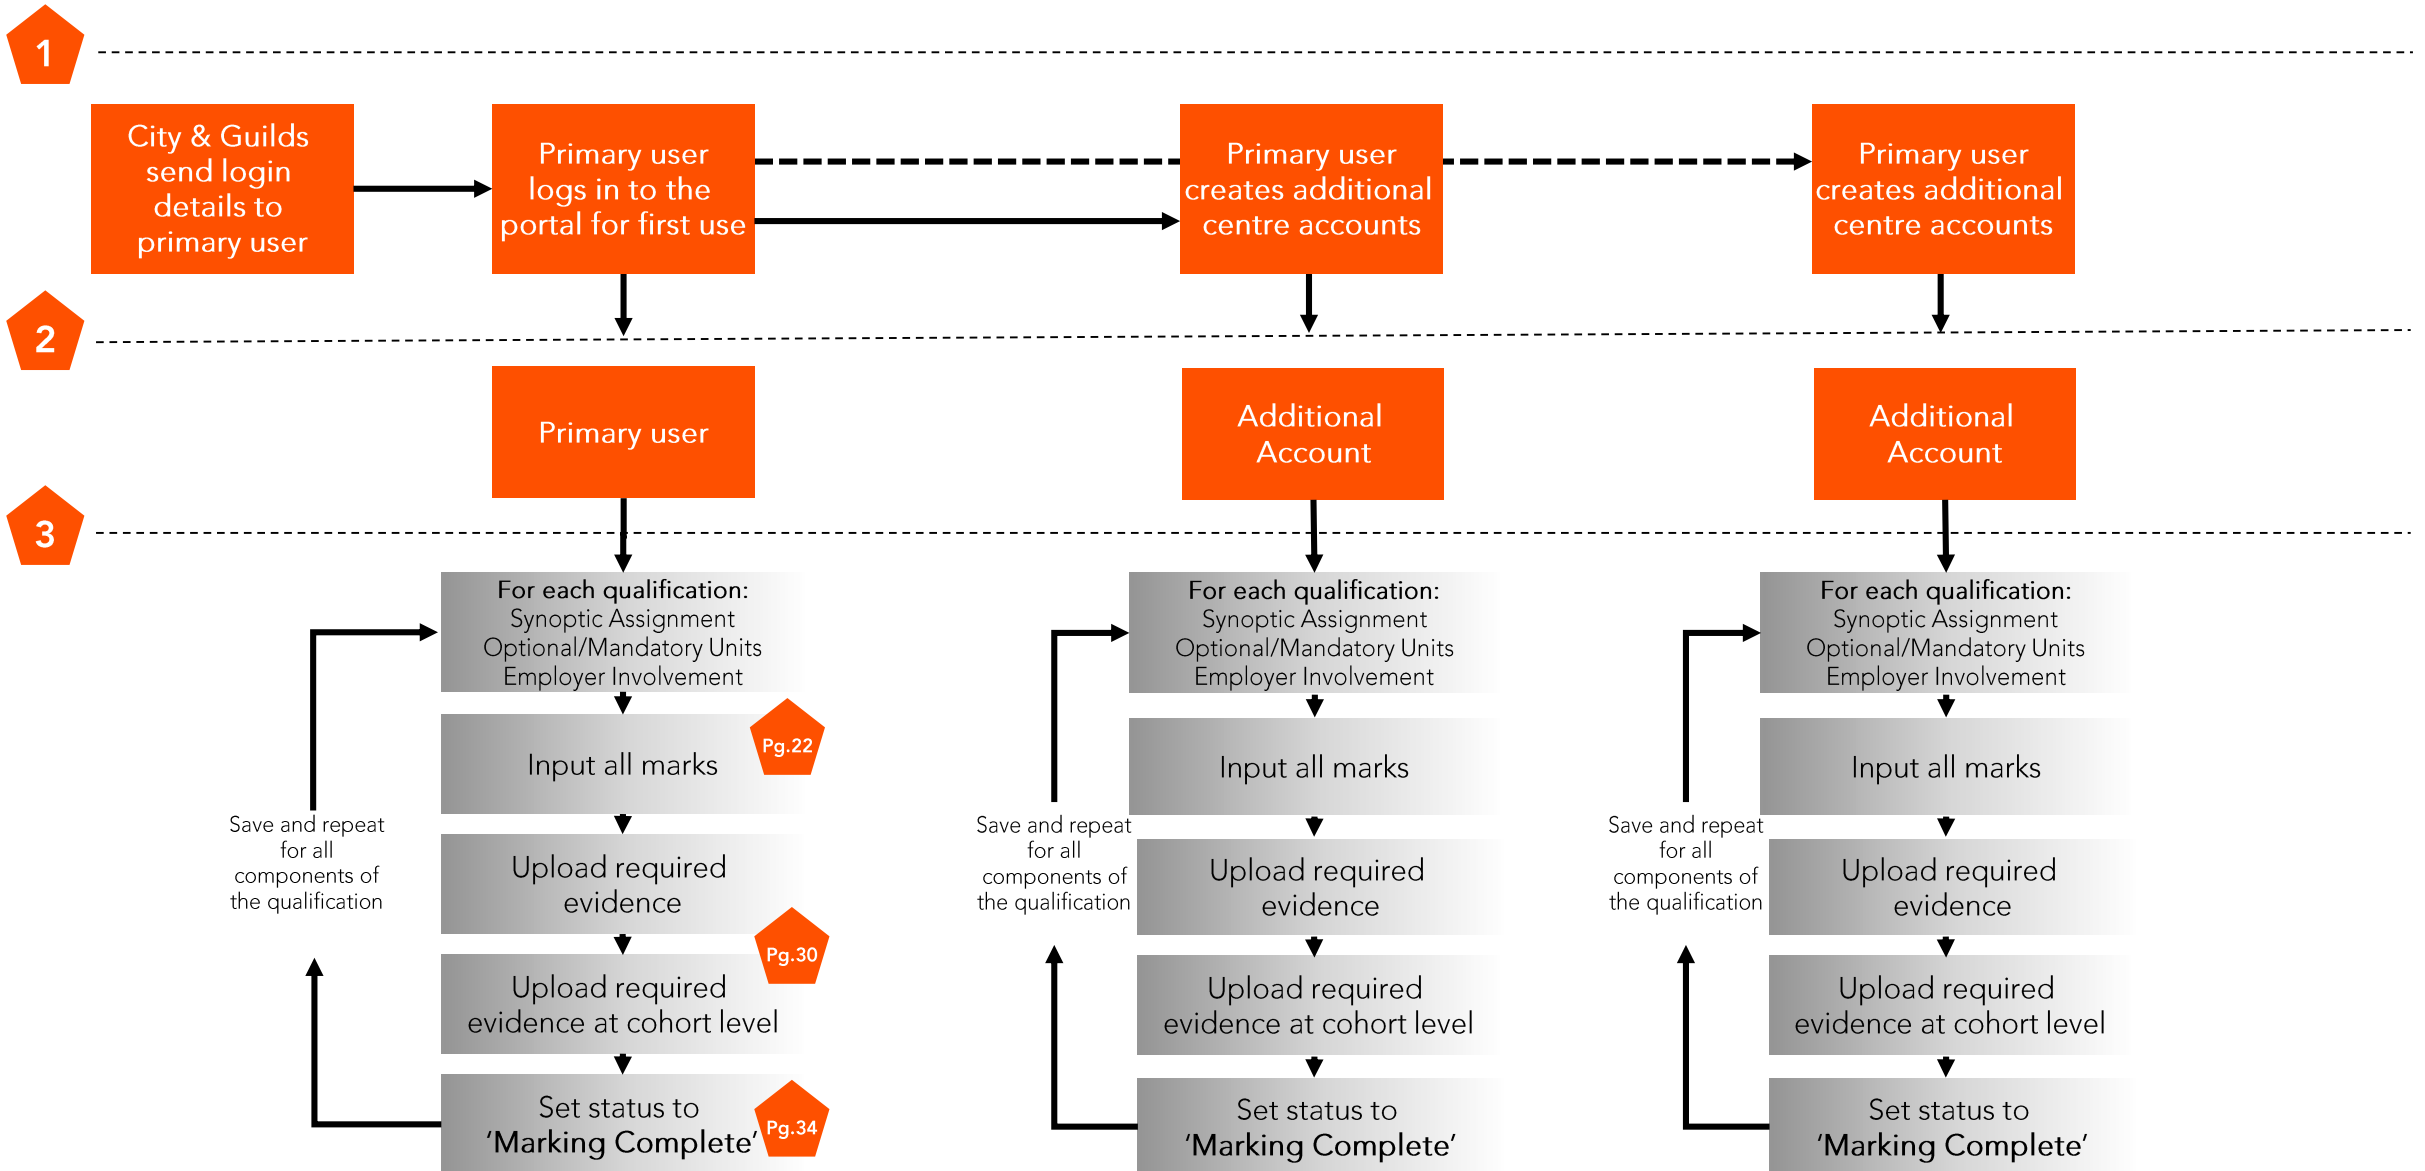 1
City & Guilds
send login
details to
primary user
Primary user
logs in to the
portal for first use
Primary user
creates additional
centre accounts
Primary user
creates additional
centre accounts
2
Primary user
Additional
Account
Additional
Account
3
For each qualification:
Synoptic Assignment
Optional/Mandatory Units
Employer Involvement
Input all marks
Pg.22
Upload required
evidence
Pg.30
Upload required
evidence at cohort level
Set status to
‘Marking Complete’
Pg.34
Save and repeat
for all
components of
the qualification
For each qualification:
Synoptic Assignment
Optional/Mandatory Units
Employer Involvement
Input all marks
Upload required
evidence
Upload required
evidence at cohort level
Set status to
‘Marking Complete’
Save and repeat
for all
components of
the qualification
For each qualification:
Synoptic Assignment
Optional/Mandatory Units
Employer Involvement
Input all marks
Upload required
evidence
Upload required
evidence at cohort level
Set status to
‘Marking Complete’
Save and repeat
for all
components of
the qualification